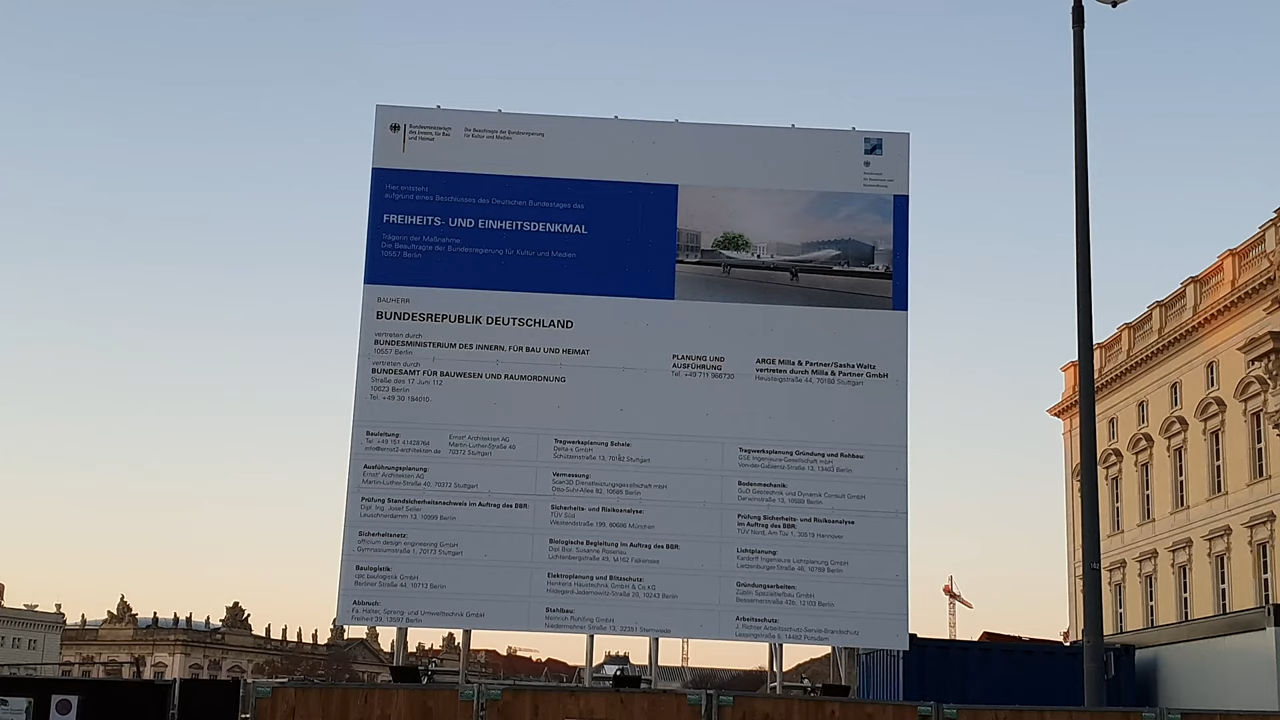 Bundesministerium
des Innern, für Bau
und Heimat
Die Beauftragte der Bundesregierung
für Kultur und Medien
Hier entsteht
aufgrund eines Beschlusses des Deutschen Bundestages das
FREIHEITS- UND EINHEITSDENKMAL
Trägerin der Maßnahme:
Die Beauftragte der Bundesregierung für Kultur und Medien
10557 Berlin
BAUHERR
BUNDESREPUBLIK DEUTSCHLAND
vertreten durch
BUNDESMINISTERIUM DES INNERN, FÜR BAU UND HEIMAT
10557 Berlin
vertreten durch
BUNDESAMT FÜR BAUWESEN UND RAUMORDNUNG
Straße des 17. Juni 112
10623 Berlin
Tel. +49 30 184010-
PLANUNG UND
AUSFÜHRUNG
Tel. +49 711 966730
ARGE Milla & Partner/Sasha Waltz
vertreten durch Milla & Partner GmbH
Heusteigstraße 44, 70180 Stuttgart
Bauleitung:
Tel. +49 151 41428764
info@ernst2-architekten.de
Ernst² Architekten AG
Martin-Luther-Straße 40
70372 Stuttgart
Tragwerksplanung Schale:
Delta-x GmbH
Schützenstraße 13, 70182 Stuttgart
Tragwerksplanung Gründung und Rohbau:
GSE Ingenieur-Gesellschaft mbH
13403 Berlin
Ausführungsplanung:
Ernst² Architekten AG
Martin-Luther-Straße 40, 70372 Stuttgart
Vermessung:
Scan3D Dienstleistungsgesellschaft mbH
Otto-Suhr-Allee 82, 10585 Berlin
Bodenmechanik:
GuD Geotechnik und Dynamik Consult GmbH
Darwinstraße 13, 10589 Berlin
Prüfung Standsicherheitsnachweis im Auftrag des BBR:
Dipl. Ing. Josef Seiler
Leuschnerdamm 13, 10999 Berlin
Sicherheits- und Risikoanalyse:
TÜV Süd
Westendstraße 199, 80686 München
Prüfung Sicherheits- und Risikoanalyse
im Auftrag des BBR:
TÜV Nord, Am Tüv 1, 30519 Hannover
Sicherheitsnetz:
officium design engineering GmbH
Gymnasiumstraße 1, 70173 Stuttgart
Biologische Begleitung im Auftrag des BBR:
Dipl. Biol. Susanne Rosenau
Lichtenbergstraße 49, 14162 Falkensee
Lichtplanung:
Kardorff Ingenieure Lichtplanung GmbH
Lietzenburger Straße 46, 10789 Berlin
Baulogistik:
cpc baulogistik GmbH
Berliner Straße 44, 10713 Berlin
Elektroplanung und Blitzschutz:
Henkens Haustechnik GmbH & Co.KG
Hildegard-Jadamowitz-Straße 20, 10243 Berlin
Gründungsarbeiten:
Züblin Spezialtiefbau GmbH
Bessemerstraße 42b, 12103 Berlin
Abbruch:
Fa. Halter, Spreng- und Umwelttechnik GmbH
Freiheit 39, 13597 Berlin
Stahlbau:
Heinrich Rohlfing GmbH
Niedermehner Straße 13, 32351 Stemwede
Arbeitsschutz:
J. Richter Arbeitsschutz-Servie-Brandschutz
Lessingstraße 5, 14482 Potsdam
102